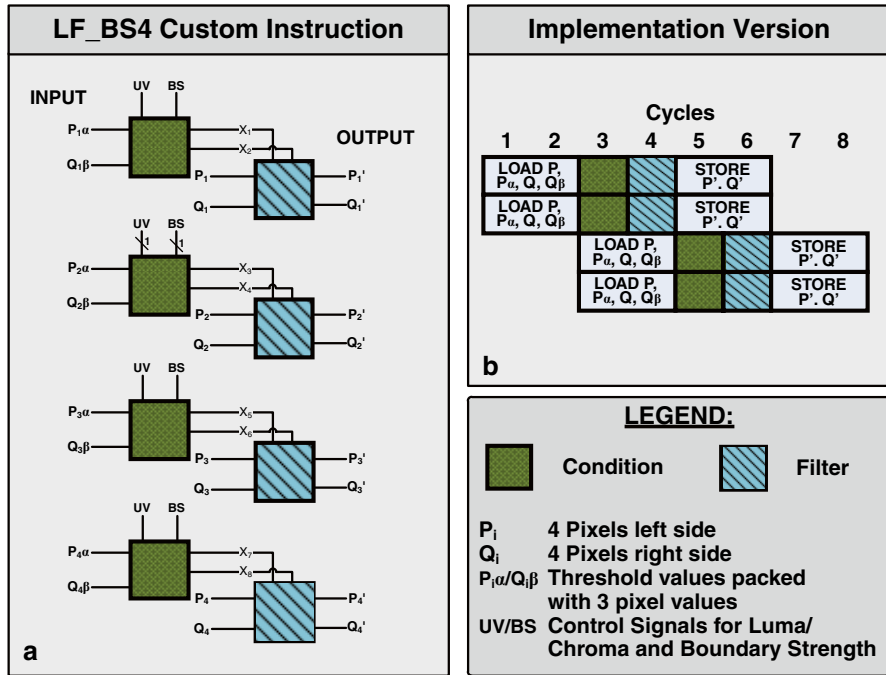 LF_BS4 Custom Instruction
INPUT
UV BS
P₁α
Q₁β
X₁
X₂
OUTPUT
P₁
Q₁
P₁'
Q₁'
UV BS
1 1
P₂α
Q₂β
X₃
X₄
P₂
Q₂
P₂'
Q₂'
UV BS
P₃α
Q₃β
X₅
X₆
P₃
Q₃
P₃'
Q₃'
UV BS
P₄α
Q₄β
X₇
X₈
P₄
Q₄
P₄'
Q₄'
a
Implementation Version
Cycles
1 2 3 4 5 6 7 8
LOAD P,
Pα, Q, Qβ
STORE
P'. Q'
LOAD P,
Pα, Q, Qβ
STORE
P'. Q'
LOAD P,
Pα, Q, Qβ
STORE
P'. Q'
LOAD P,
Pα, Q, Qβ
STORE
P'. Q'
b
LEGEND:
Condition
Filter
Pᵢ 4 Pixels left side
Qᵢ 4 Pixels right side
Pᵢα/Qᵢβ Threshold values packed
with 3 pixel values
UV/BS Control Signals for Luma/
Chroma and Boundary Strength